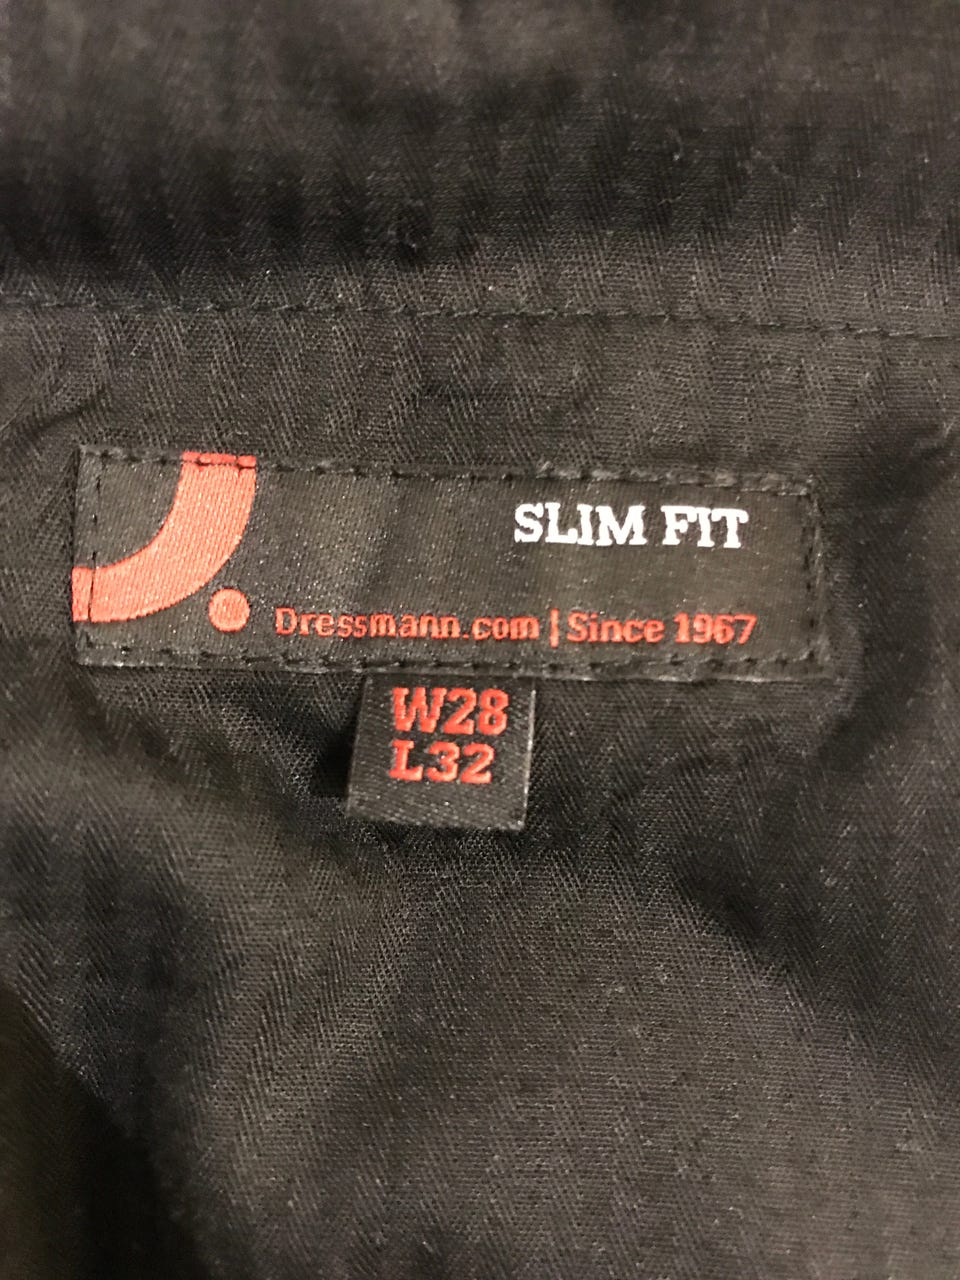 SLIM FIT
Dressmann.com | Since 1967
W28
L32